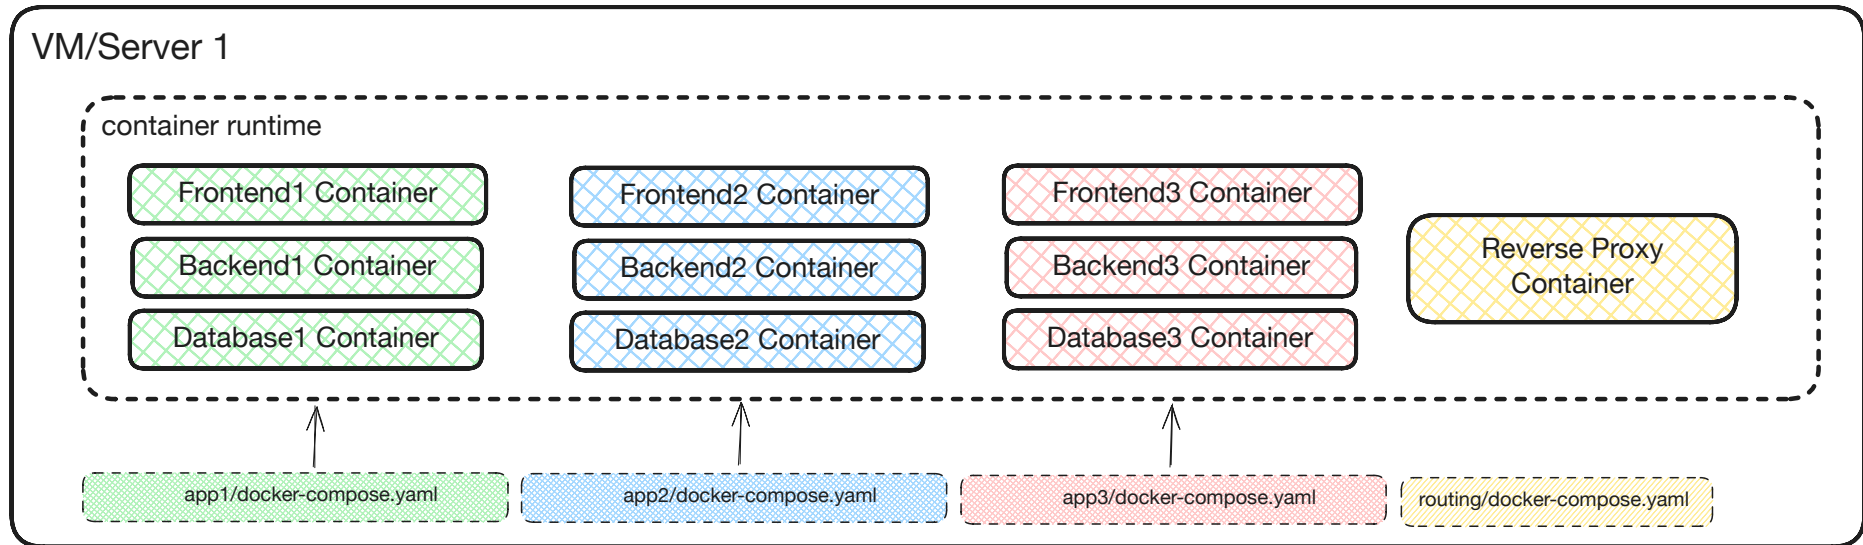 VM/Server 1
container runtime
Frontend1 Container
Backend1 Container
Database1 Container
Frontend2 Container
Backend2 Container
Database2 Container
Frontend3 Container
Backend3 Container
Database3 Container
Reverse Proxy
Container
app1/docker-compose.yaml
app2/docker-compose.yaml
app3/docker-compose.yaml
routing/docker-compose.yaml